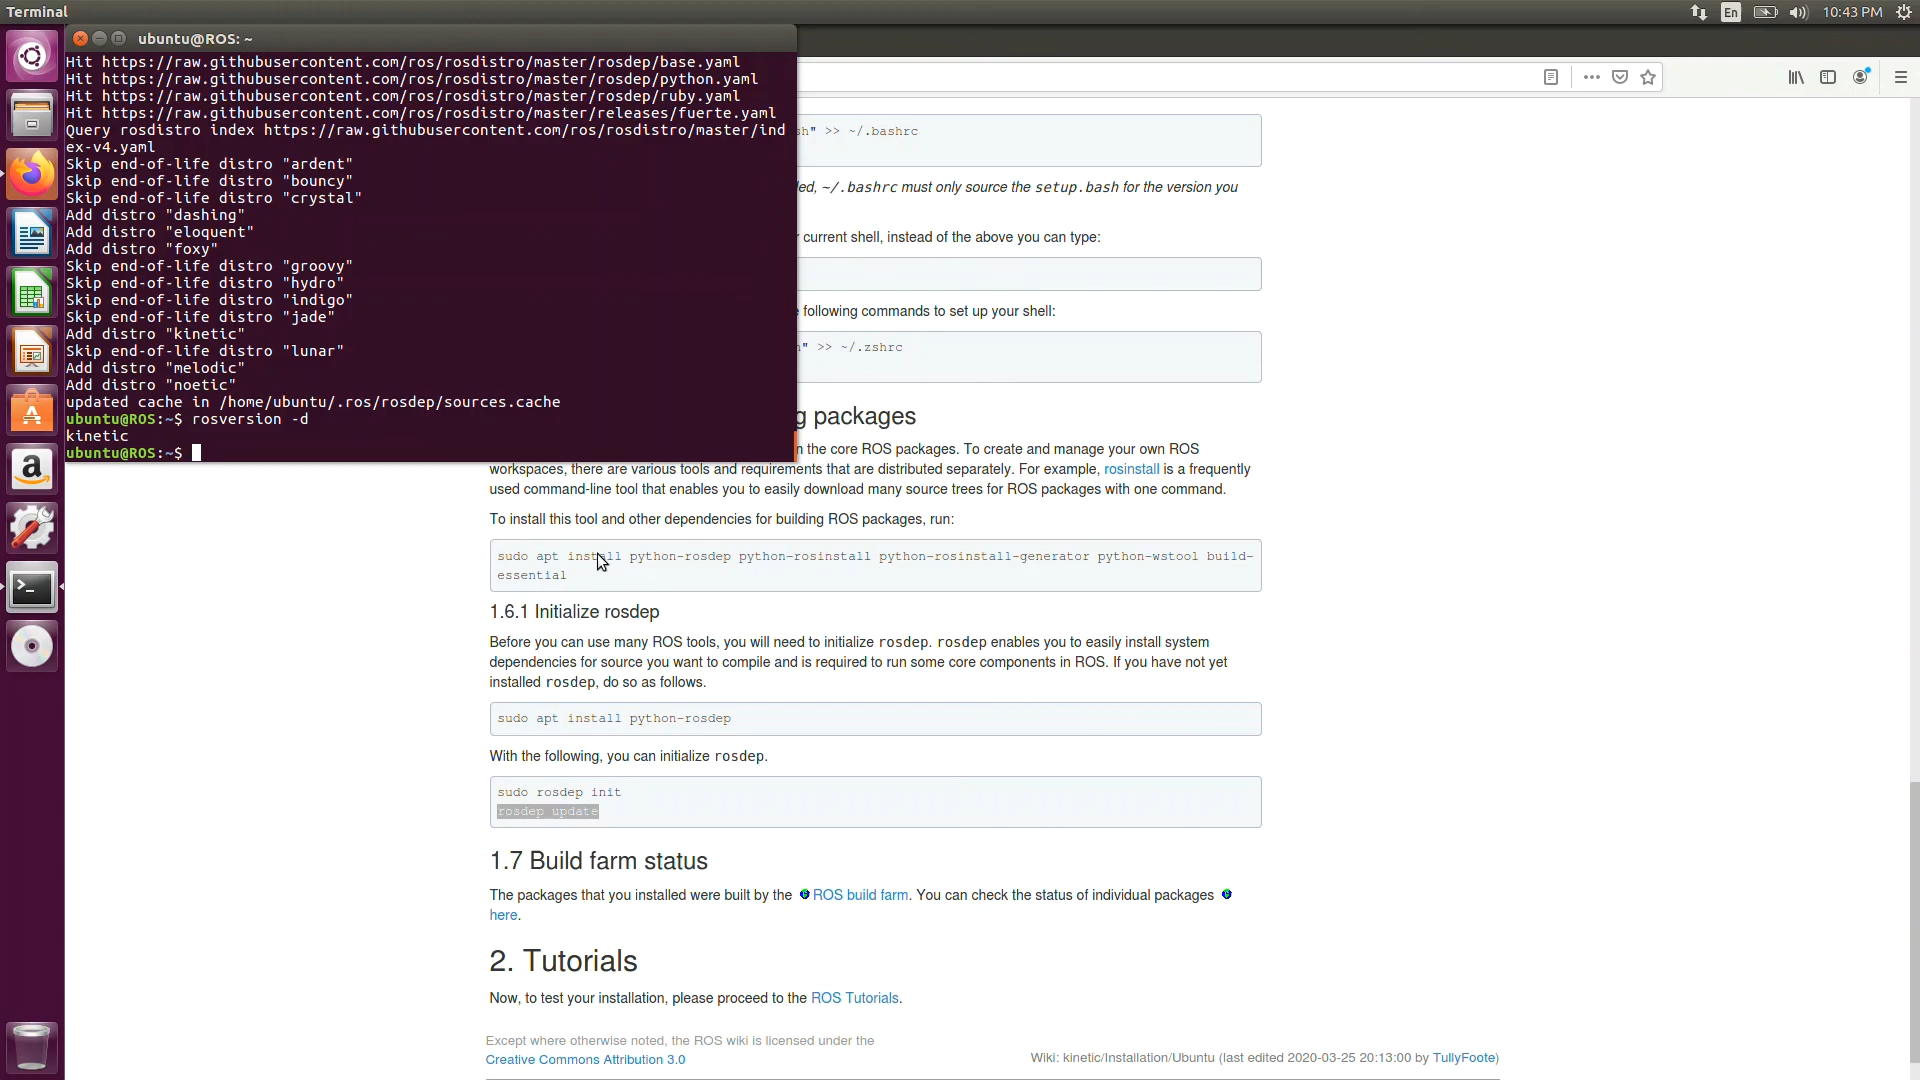 Terminal
En
10:43 PM
ubuntu@ROS: ~
Hit https://raw.githubusercontent.com/ros/rosdistro/master/rosdep/base.yaml
Hit https://raw.githubusercontent.com/ros/rosdistro/master/rosdep/python.yaml
Hit https://raw.githubusercontent.com/ros/rosdistro/master/rosdep/ruby.yaml
Hit https://raw.githubusercontent.com/ros/rosdistro/master/releases/fuerte.yaml
Query rosdistro index https://raw.githubusercontent.com/ros/rosdistro/master/ind
ex-v4.yaml
Skip end-of-life distro "ardent"
Skip end-of-life distro "bouncy"
Skip end-of-life distro "crystal"
Add distro "dashing"
Add distro "eloquent"
Add distro "foxy"
Skip end-of-life distro "groovy"
Skip end-of-life distro "hydro"
Skip end-of-life distro "indigo"
Skip end-of-life distro "jade"
Add distro "kinetic"
Skip end-of-life distro "lunar"
Add distro "melodic"
Add distro "noetic"
updated cache in /home/ubuntu/.ros/rosdep/sources.cache
ubuntu@ROS:~$ rosversion -d
kinetic
ubuntu@ROS:~$
sh" >> ~/.bashrc
led, ~/.bashrc must only source the setup.bash for the version you
current shell, instead of the above you can type:
following commands to set up your shell:
" >> ~/.zshrc
g packages
n the core ROS packages. To create and manage your own ROS
workspaces, there are various tools and requirements that are distributed separately. For example, rosinstall is a frequently
used command-line tool that enables you to easily download many source trees for ROS packages with one command.
To install this tool and other dependencies for building ROS packages, run:
sudo apt install python-rosdep python-rosinstall python-rosinstall-generator python-wstool build-
essential
1.6.1 Initialize rosdep
Before you can use many ROS tools, you will need to initialize rosdep. rosdep enables you to easily install system
dependencies for source you want to compile and is required to run some core components in ROS. If you have not yet
installed rosdep, do so as follows.
sudo apt install python-rosdep
With the following, you can initialize rosdep.
sudo rosdep init
rosdep update
1.7 Build farm status
The packages that you installed were built by the ROS build farm. You can check the status of individual packages
here.
2. Tutorials
Now, to test your installation, please proceed to the ROS Tutorials.
Except where otherwise noted, the ROS wiki is licensed under the
Creative Commons Attribution 3.0
Wiki: kinetic/Installation/Ubuntu (last edited 2020-03-25 20:13:00 by TullyFoote)